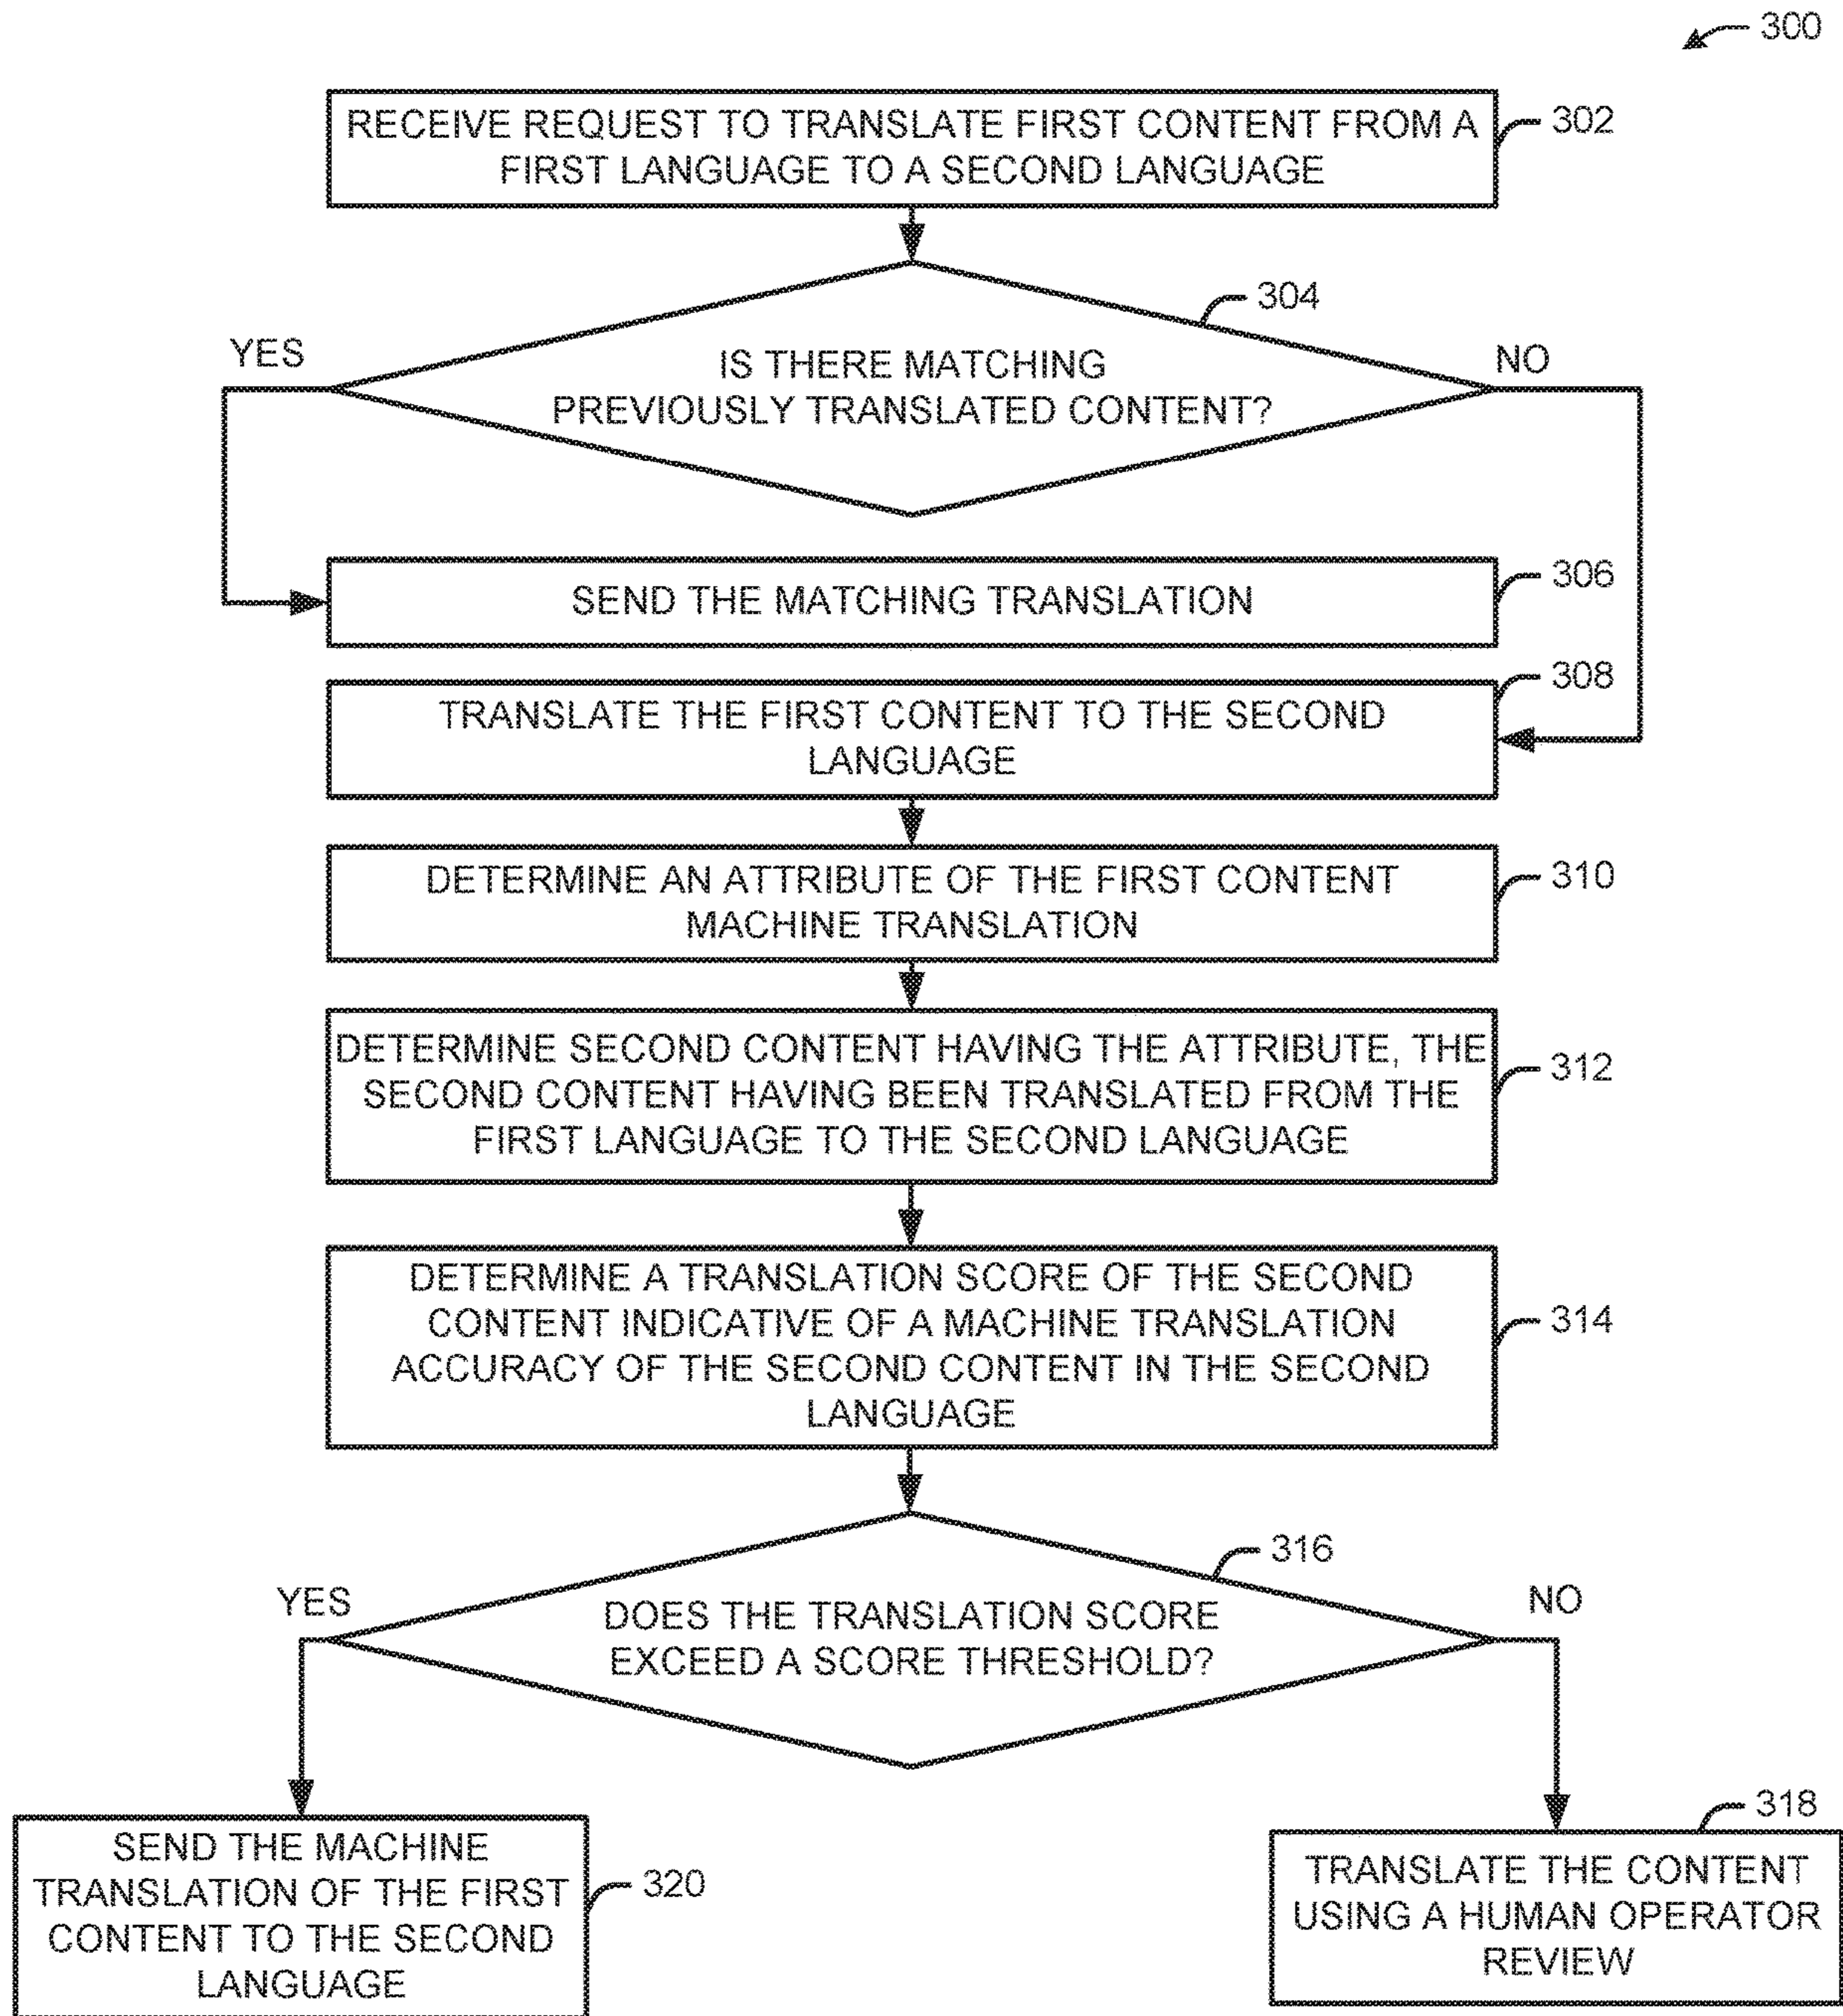 300
RECEIVE REQUEST TO TRANSLATE FIRST CONTENT FROM A
FIRST LANGUAGE TO A SECOND LANGUAGE
302
304
YES
NO
IS THERE MATCHING
PREVIOUSLY TRANSLATED CONTENT?
SEND THE MATCHING TRANSLATION
306
308
TRANSLATE THE FIRST CONTENT TO THE SECOND
LANGUAGE
DETERMINE AN ATTRIBUTE OF THE FIRST CONTENT
MACHINE TRANSLATION
310
DETERMINE SECOND CONTENT HAVING THE ATTRIBUTE, THE
SECOND CONTENT HAVING BEEN TRANSLATED FROM THE
FIRST LANGUAGE TO THE SECOND LANGUAGE
312
DETERMINE A TRANSLATION SCORE OF THE SECOND
CONTENT INDICATIVE OF A MACHINE TRANSLATION
ACCURACY OF THE SECOND CONTENT IN THE SECOND
LANGUAGE
314
316
YES
NO
DOES THE TRANSLATION SCORE
EXCEED A SCORE THRESHOLD?
SEND THE MACHINE
TRANSLATION OF THE FIRST
CONTENT TO THE SECOND
LANGUAGE
320
318
TRANSLATE THE CONTENT
USING A HUMAN OPERATOR
REVIEW